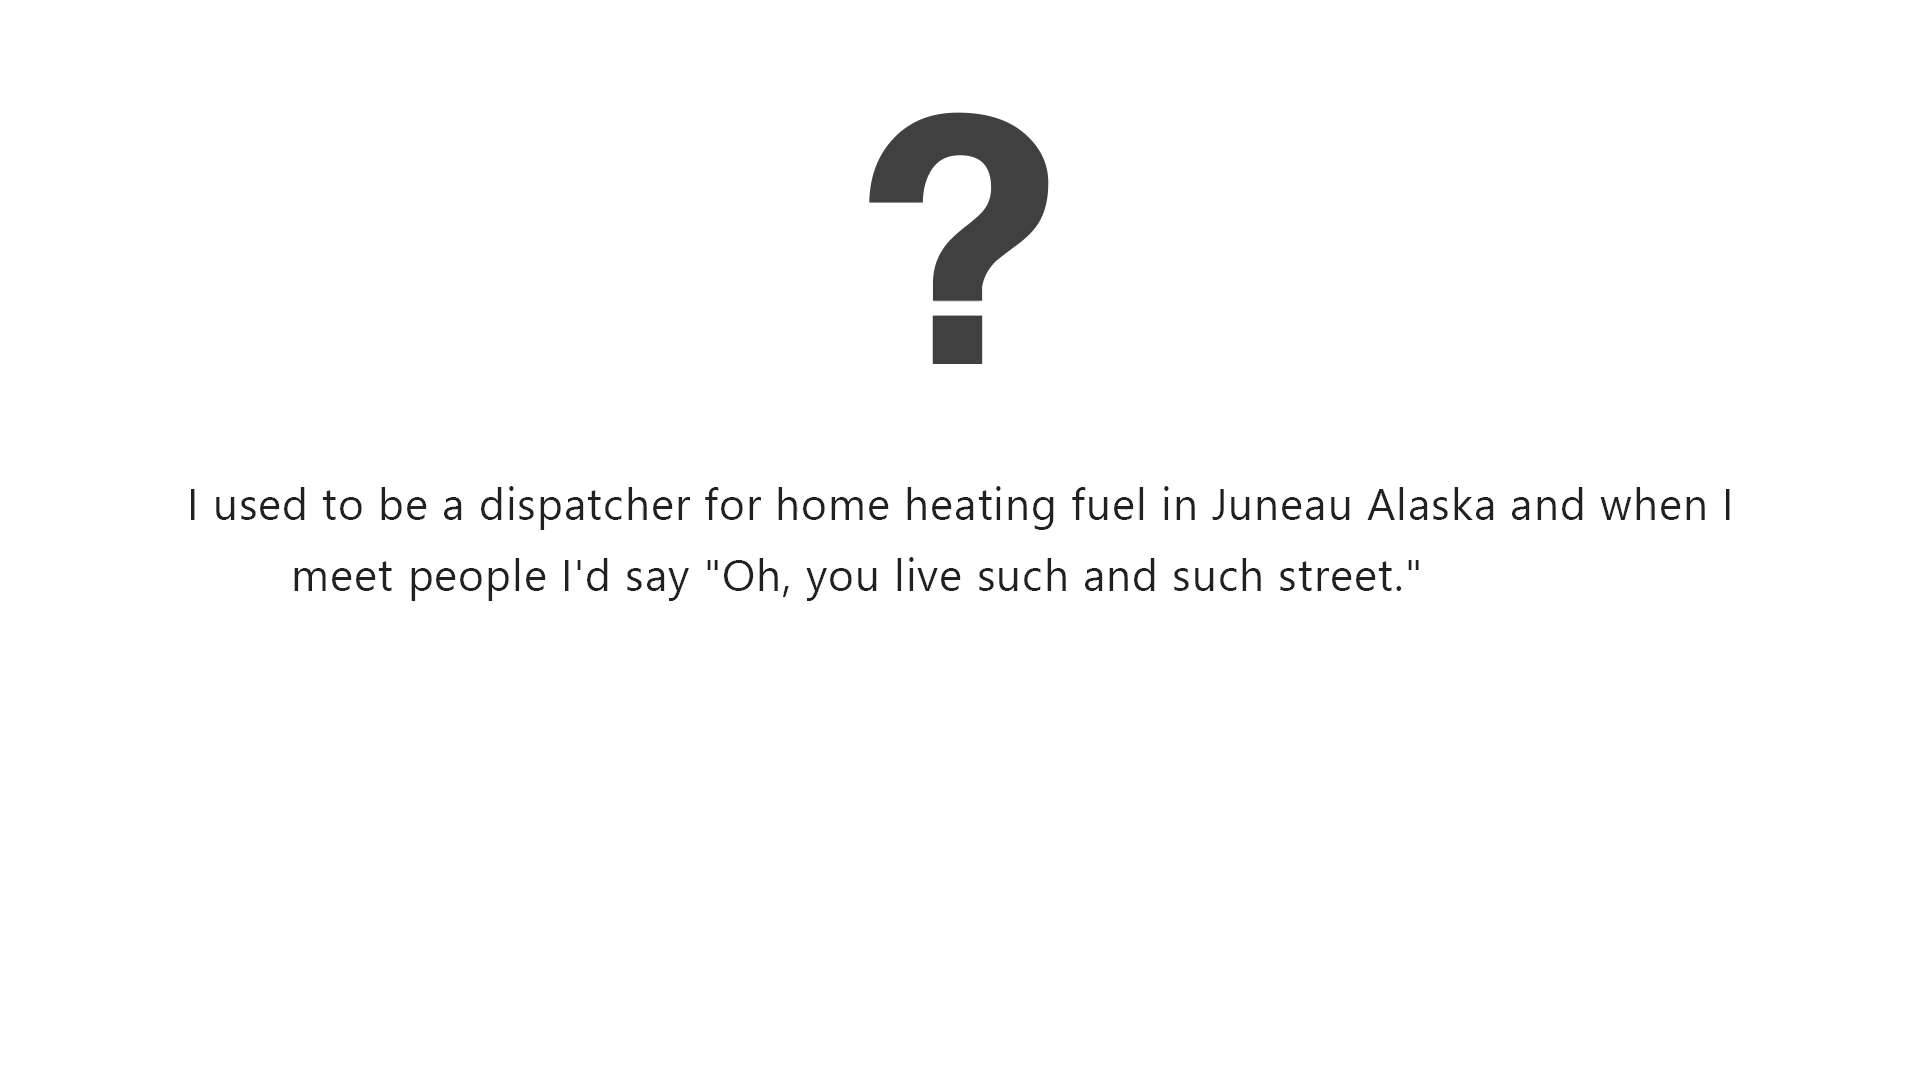 ?
I used to be a dispatcher for home heating fuel in Juneau Alaska and when I
meet people I'd say "Oh, you live such and such street."